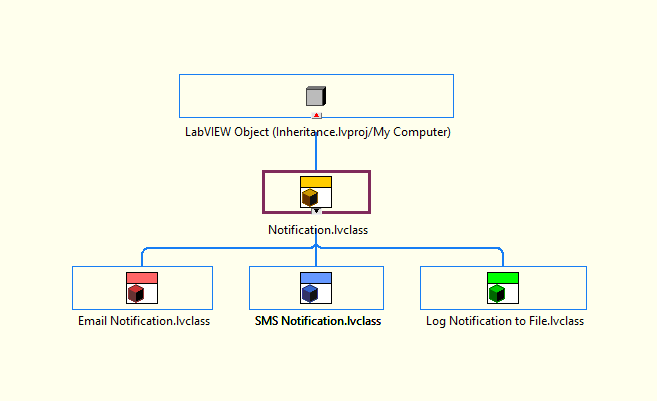 LabVIEW Object (Inheritance.lvproj/My Computer)
Notification.lvclass
Email Notification.lvclass
SMS Notification.lvclass
Log Notification to File.lvclass